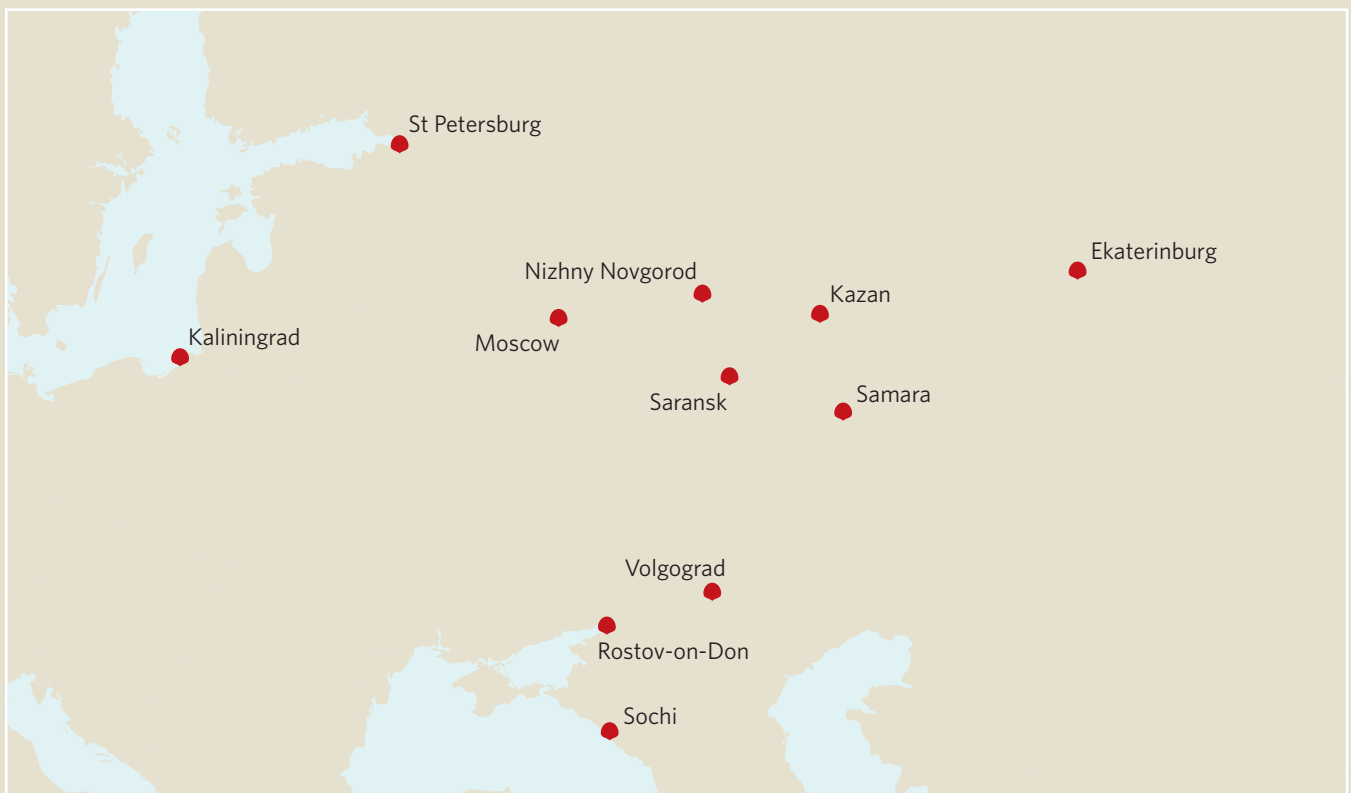 St Petersburg
Ekaterinburg
Nizhny Novgorod
Kazan
Kaliningrad
Moscow
Samara
Saransk
Volgograd
Rostov-on-Don
Sochi